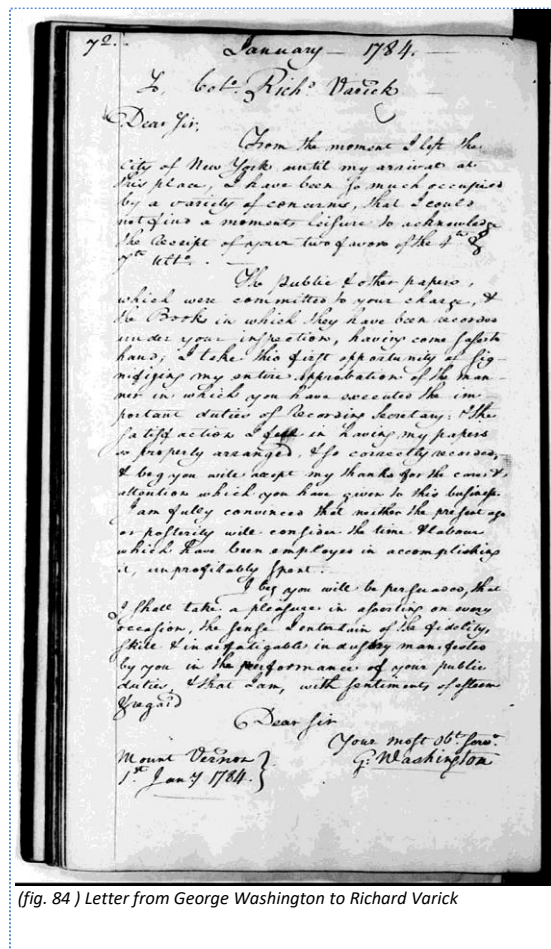 72.
January — 1784.
To Colo. Richd. Varick
Dear Sir,
From the moment I left the
City of New York until my arrival at
this place, I have been so much occupied
by a variety of concerns, that I could
not find a moments leisure to acknowledge
the receipt of your two favors of the 4th &
7th Ulto.
The public & other papers,
which were committed to your charge, &
the Books in which they have been recorded
under your inspection, having come safe to
hand, I take this first opportunity of sig-
nifying my entire approbation of the man-
ner in which you have executed the im-
portant duties of recording Secretary; & the
satisfaction I feel in having my papers
so properly arranged, & so correctly recorded,
& beg you will accept my thanks for the care &
attention which you have given to this business.
I am fully convinced that neither the present age
or posterity will consider the time & labour
which have been employed in accomplishing
it, unprofitably spent.
I beg you will be persuaded, that
I shall take a pleasure in asserting on every
occasion, the sense I entertain of the fidelity,
skill & indefatigable industry manifested
by you in the performance of your public
duties, & that I am, with sentiments of esteem
& regard
Dear Sir
Your most Obt. Servt.
G: Washington
Mount Vernon
1st Jany 1784.
(fig. 84 ) Letter from George Washington to Richard Varick